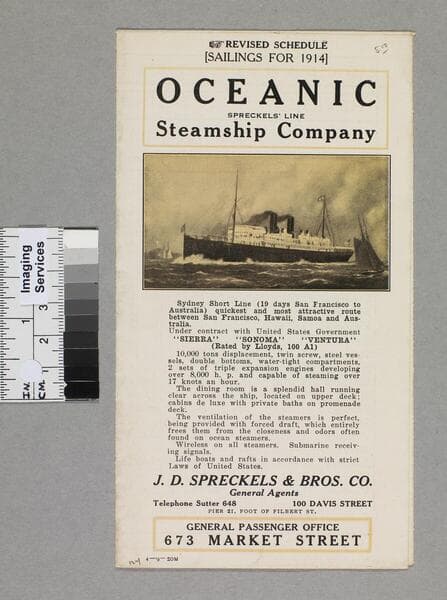 REVISED SCHEDULE
[SAILINGS FOR 1914]
OCEANIC
SPRECKELS' LINE
Steamship Company
Sydney Short Line (19 days San Francisco to
Australia) quickest and most attractive route
between San Francisco, Hawaii, Samoa and Aus-
tralia.
Under contract with United States Government
"SIERRA" "SONOMA" "VENTURA"
(Rated by Lloyds, 100 A1)
10,000 tons displacement, twin screw, steel ves-
sels, double bottoms, water-tight compartments,
2 sets of triple expansion engines developing
over 8,000 h. p. and capable of steaming over
17 knots an hour.
The dining room is a splendid hall running
clear across the ship, located on upper deck;
cabins de luxe with private baths on promenade
deck.
The ventilation of the steamers is perfect,
being provided with forced draft, which entirely
frees them from the closeness and odors often
found on ocean steamers.
Wireless on all steamers. Submarine receiv-
ing signals.
Life boats and rafts in accordance with strict
Laws of United States.
J. D. SPRECKELS & BROS. CO.
General Agents
Telephone Sutter 648 100 DAVIS STREET
PIER 21, FOOT OF FILBERT ST.
GENERAL PASSENGER OFFICE
673 MARKET STREET
Imaging
Services
IN.
CM.
1
2
3